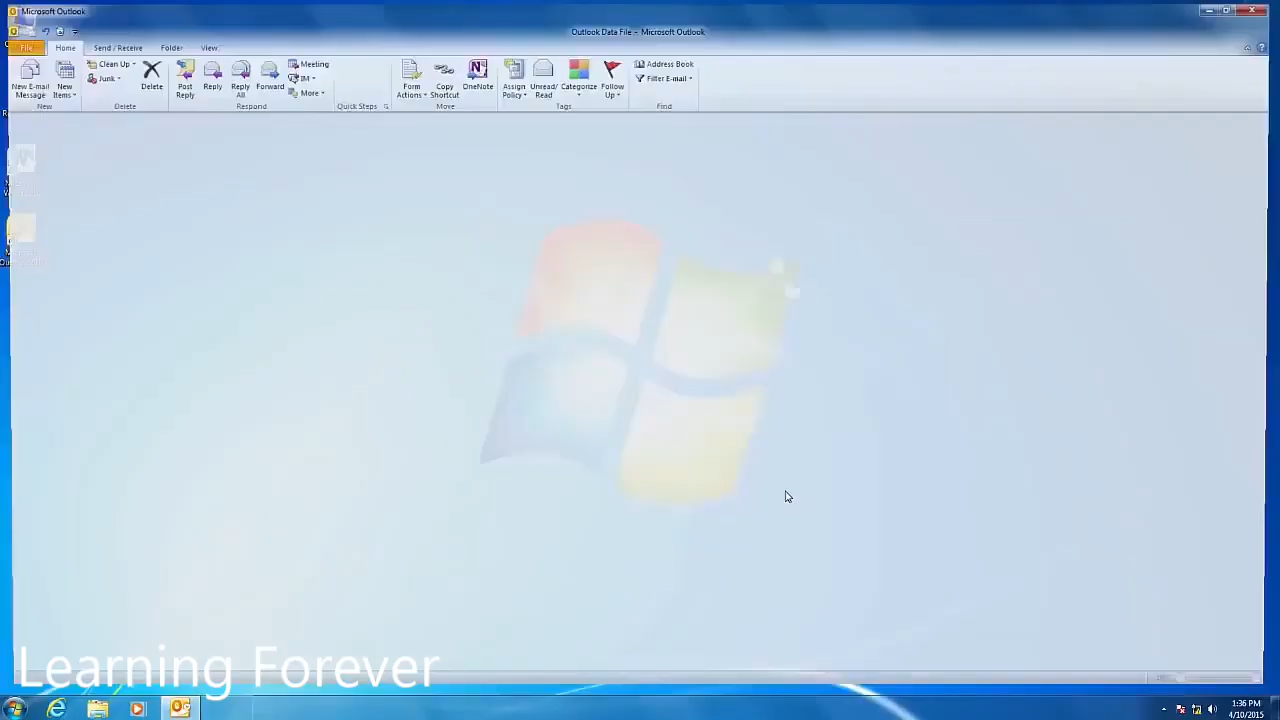 Microsoft Outlook
Outlook Data File - Microsoft Outlook
File Home Send / Receive Folder View
New E-mail Message
New Items
Clean Up
Junk
Delete
Post Reply
Reply
Reply All
Forward
Meeting
IM
More
Form Actions
Copy Shortcut
OneNote
Assign Policy
Unread/ Read
Categorize
Follow Up
Address Book
Filter E-mail
New Delete Respond Quick Steps Move Tags Find
Learning Forever
1:36 PM
4/10/2015